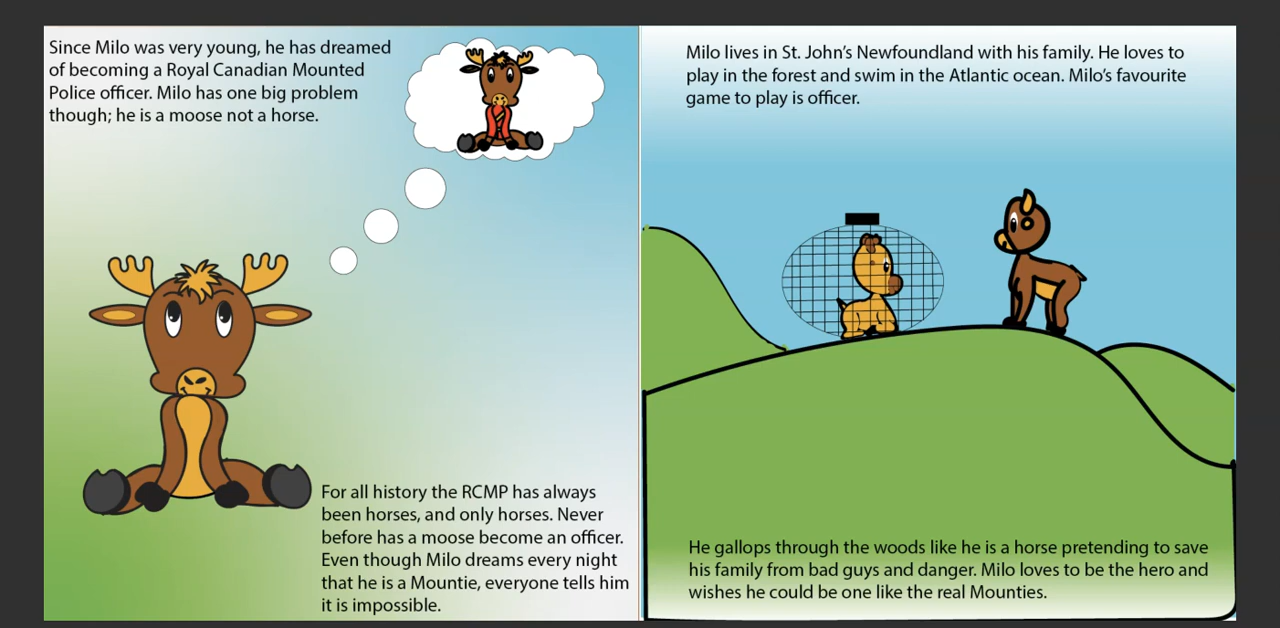 Since Milo was very young, he has dreamed
of becoming a Royal Canadian Mounted
Police officer. Milo has one big problem
though; he is a moose not a horse.
For all history the RCMP has always
been horses, and only horses. Never
before has a moose become an officer.
Even though Milo dreams every night
that he is a Mountie, everyone tells him
it is impossible.
Milo lives in St. John's Newfoundland with his family. He loves to
play in the forest and swim in the Atlantic ocean. Milo's favourite
game to play is officer.
He gallops through the woods like he is a horse pretending to save
his family from bad guys and danger. Milo loves to be the hero and
wishes he could be one like the real Mounties.